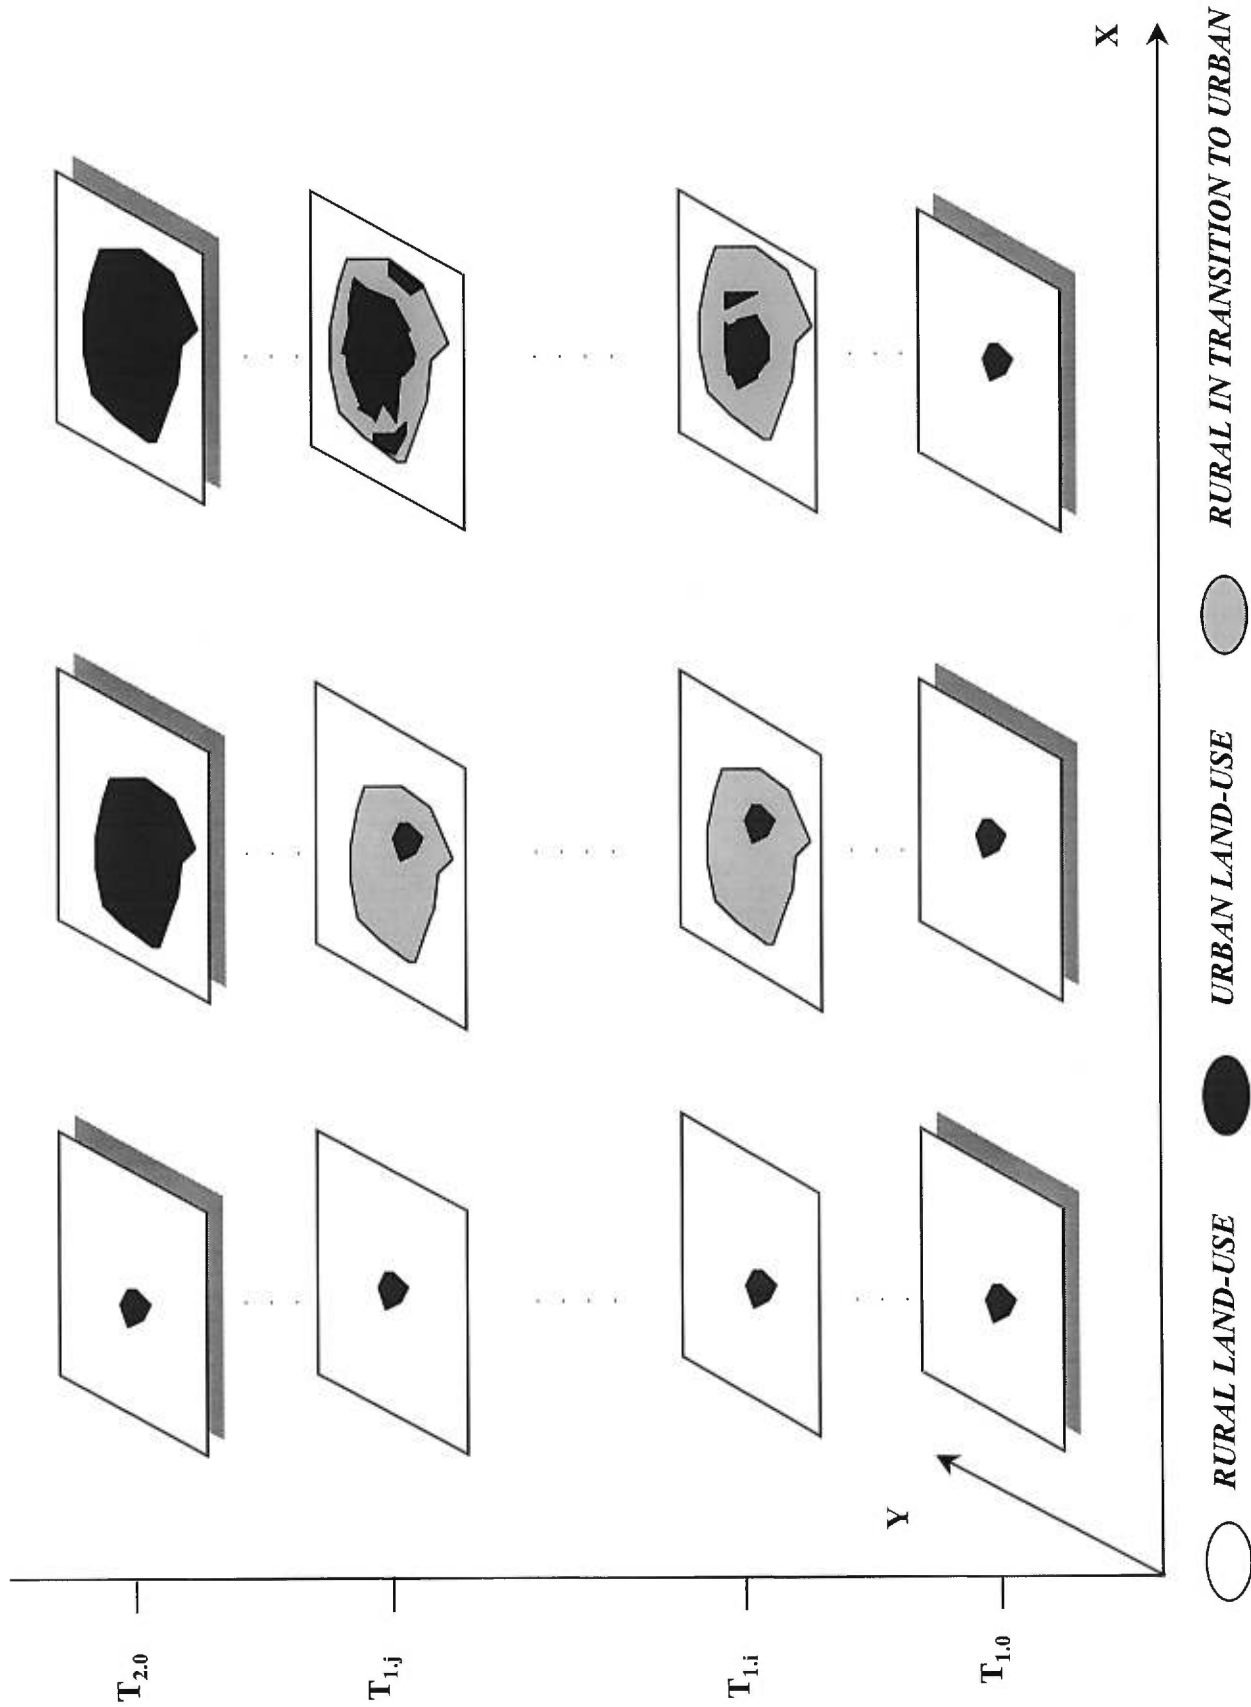 T2.0
T1.j
T1.i
T1.0
Y
X
RURAL LAND-USE
URBAN LAND-USE
RURAL IN TRANSITION TO URBAN